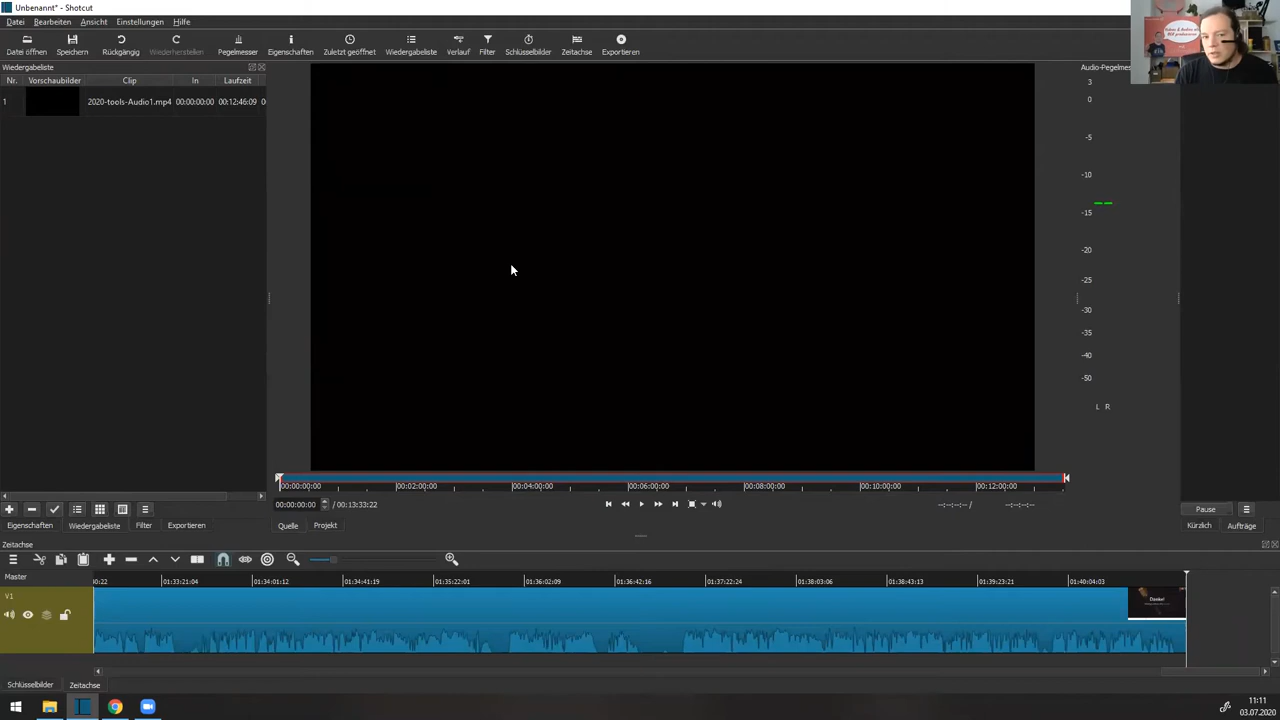 Unbenannt* - Shotcut
Datei Bearbeiten Ansicht Einstellungen Hilfe
Datei öffnen Speichern Rückgängig Wiederherstellen Pegelmesser Eigenschaften Zuletzt geöffnet Wiedergabeliste Verlauf Filter Schlüsselbilder Zeitachse Exportieren
Wiedergabeliste
Audio-Pegelmes
Nr. Vorschaubilder Clip In Laufzeit
1 2020-tools-Audio1.mp4 00:00:00:00 00:12:46:09 0
3
0
-5
-10
-15
-20
-25
-30
-35
-40
-50
L R
00:00:00:00 00:02:00:00 00:04:00:00 00:06:00:00 00:08:00:00 00:10:00:00 00:12:00:00
00:00:00:00 / 00:13:33:22 --:--:--:-- / --:--:--:--
Pause
Eigenschaften Wiedergabeliste Filter Exportieren Quelle Projekt Kürzlich Aufträge
Zeitachse
Master
00:22 01:33:21:04 01:34:01:12 01:34:41:19 01:35:22:01 01:36:02:09 01:36:42:16 01:37:22:24 01:38:03:06 01:38:43:13 01:39:23:21 01:40:04:03
V1
Danke!
Schlüsselbilder Zeitachse
11:11
03.07.2020